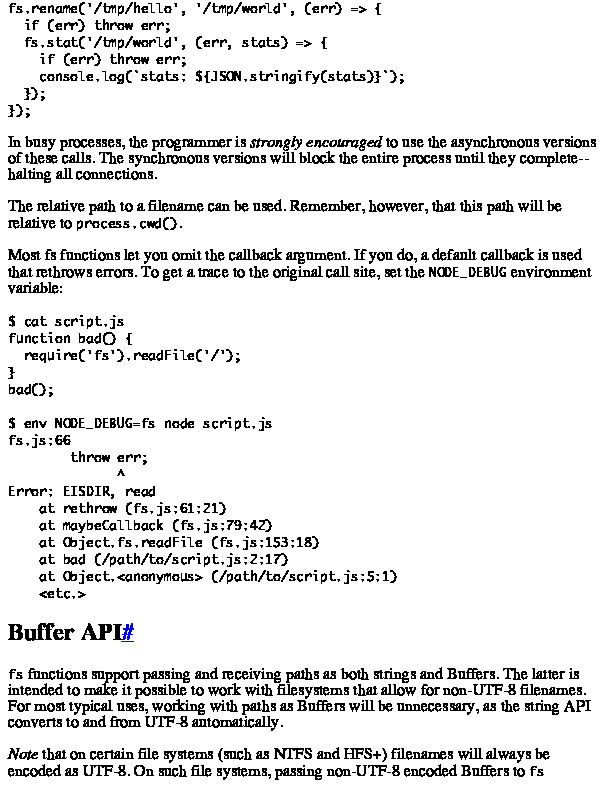 fs.rename('/tmp/hello', '/tmp/world', (err) => {
  if (err) throw err;
  fs.stat('/tmp/world', (err, stats) => {
    if (err) throw err;
    console.log(`stats: ${JSON.stringify(stats)}`);
  });
});
In busy processes, the programmer is strongly encouraged to use the asynchronous versions
of these calls. The synchronous versions will block the entire process until they complete--
halting all connections.
The relative path to a filename can be used. Remember, however, that this path will be
relative to process.cwd().
Most fs functions let you omit the callback argument. If you do, a default callback is used
that rethrows errors. To get a trace to the original call site, set the NODE_DEBUG environment
variable:
$ cat script.js
function bad() {
  require('fs').readFile('/');
}
bad();
$ env NODE_DEBUG=fs node script.js
fs.js:66
        throw err;
              ^
Error: EISDIR, read
    at rethrow (fs.js:61:21)
    at maybeCallback (fs.js:79:42)
    at Object.fs.readFile (fs.js:153:18)
    at bad (/path/to/script.js:2:17)
    at Object.<anonymous> (/path/to/script.js:5:1)
    <etc.>
Buffer API#
fs functions support passing and receiving paths as both strings and Buffers. The latter is
intended to make it possible to work with filesystems that allow for non-UTF-8 filenames.
For most typical uses, working with paths as Buffers will be unnecessary, as the string API
converts to and from UTF-8 automatically.
Note that on certain file systems (such as NTFS and HFS+) filenames will always be
encoded as UTF-8. On such file systems, passing non-UTF-8 encoded Buffers to fs